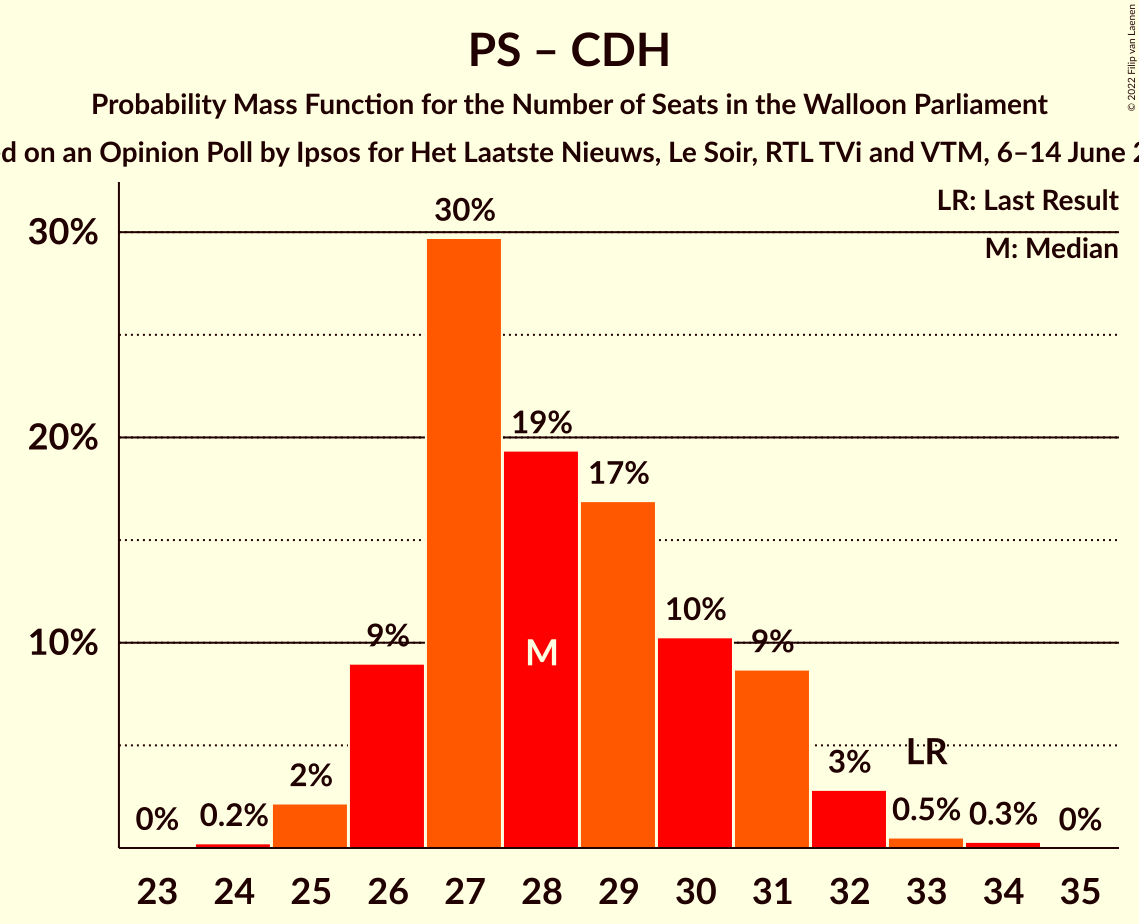 © 2022 Filip van Laenen
PS – CDH
Probability Mass Function for the Number of Seats in the Walloon Parliament
on an Opinion Poll by Ipsos for Het Laatste Nieuws, Le Soir, RTL TVi and VTM, 6–14 June
LR: Last Result
M: Median
30%
20%
10%
0% 0.2% 2% 9% 30% 19% 17% 10% 9% 3% 0.5% 0.3% 0%
M
LR
23 24 25 26 27 28 29 30 31 32 33 34 35